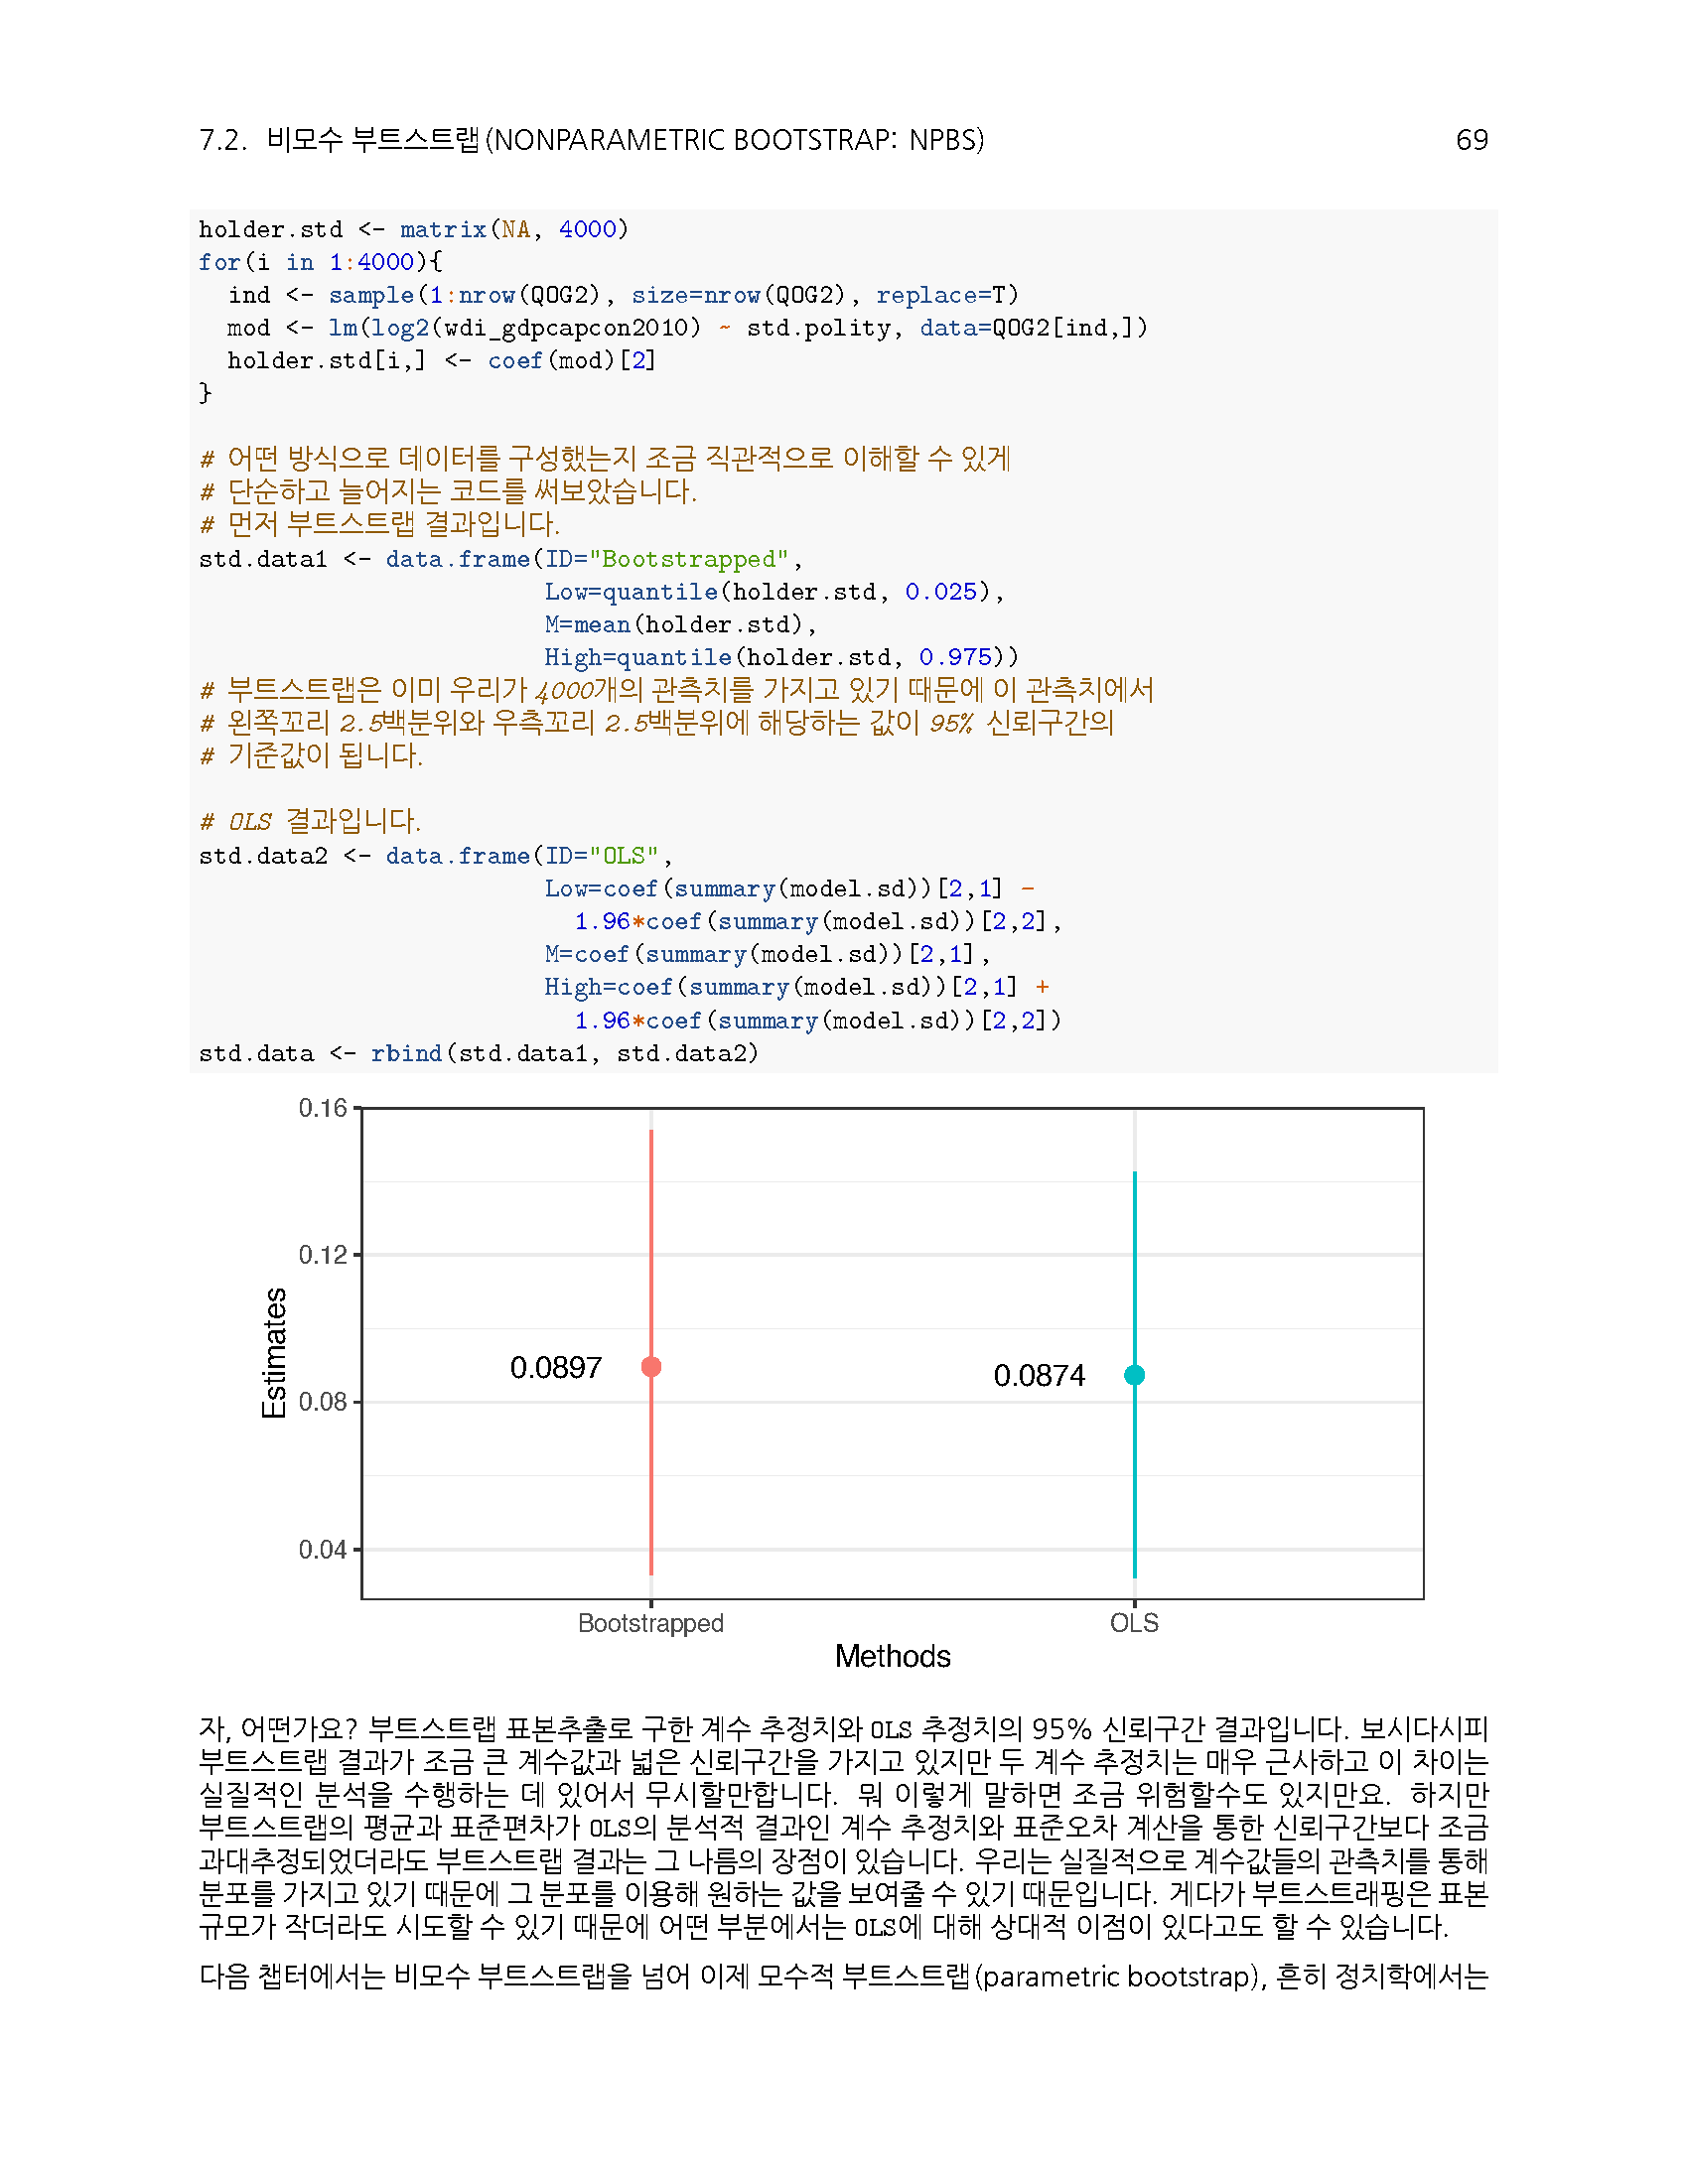 7.2. 비모수 부트스트랩(NONPARAMETRIC BOOTSTRAP: NPBS) 69
holder.std <- matrix(NA, 4000)
for(i in 1:4000){
  ind <- sample(1:nrow(QOG2), size=nrow(QOG2), replace=T)
  mod <- lm(log2(wdi_gdpcapcon2010) ~ std.polity, data=QOG2[ind,])
  holder.std[i,] <- coef(mod)[2]
}
# 어떤 방식으로 데이터를 구성했는지 조금 직관적으로 이해할 수 있게
# 단순하고 늘어지는 코드를 써보았습니다.
# 먼저 부트스트랩 결과입니다.
std.data1 <- data.frame(ID="Bootstrapped",
                        Low=quantile(holder.std, 0.025),
                        M=mean(holder.std),
                        High=quantile(holder.std, 0.975))
# 부트스트랩은 이미 우리가 4000개의 관측치를 가지고 있기 때문에 이 관측치에서
# 왼쪽꼬리 2.5백분위와 우측꼬리 2.5백분위에 해당하는 값이 95% 신뢰구간의
# 기준값이 됩니다.
# OLS 결과입니다.
std.data2 <- data.frame(ID="OLS",
                        Low=coef(summary(model.sd))[2,1] -
                          1.96*coef(summary(model.sd))[2,2],
                        M=coef(summary(model.sd))[2,1],
                        High=coef(summary(model.sd))[2,1] +
                          1.96*coef(summary(model.sd))[2,2])
std.data <- rbind(std.data1, std.data2)
0.16
0.12
0.08
0.04
Estimates
0.0897
0.0874
Bootstrapped
OLS
Methods
자, 어떤가요? 부트스트랩 표본추출로 구한 계수 추정치와 OLS 추정치의 95% 신뢰구간 결과입니다. 보시다시피
부트스트랩 결과가 조금 큰 계수값과 넓은 신뢰구간을 가지고 있지만 두 계수 추정치는 매우 근사하고 이 차이는
실질적인 분석을 수행하는 데 있어서 무시할만합니다. 뭐 이렇게 말하면 조금 위험할수도 있지만요. 하지만
부트스트랩의 평균과 표준편차가 OLS의 분석적 결과인 계수 추정치와 표준오차 계산을 통한 신뢰구간보다 조금
과대추정되었더라도 부트스트랩 결과는 그 나름의 장점이 있습니다. 우리는 실질적으로 계수값들의 관측치를 통해
분포를 가지고 있기 때문에 그 분포를 이용해 원하는 값을 보여줄 수 있기 때문입니다. 게다가 부트스트래핑은 표본
규모가 작더라도 시도할 수 있기 때문에 어떤 부분에서는 OLS에 대해 상대적 이점이 있다고도 할 수 있습니다.
다음 챕터에서는 비모수 부트스트랩을 넘어 이제 모수적 부트스트랩(parametric bootstrap), 흔히 정치학에서는